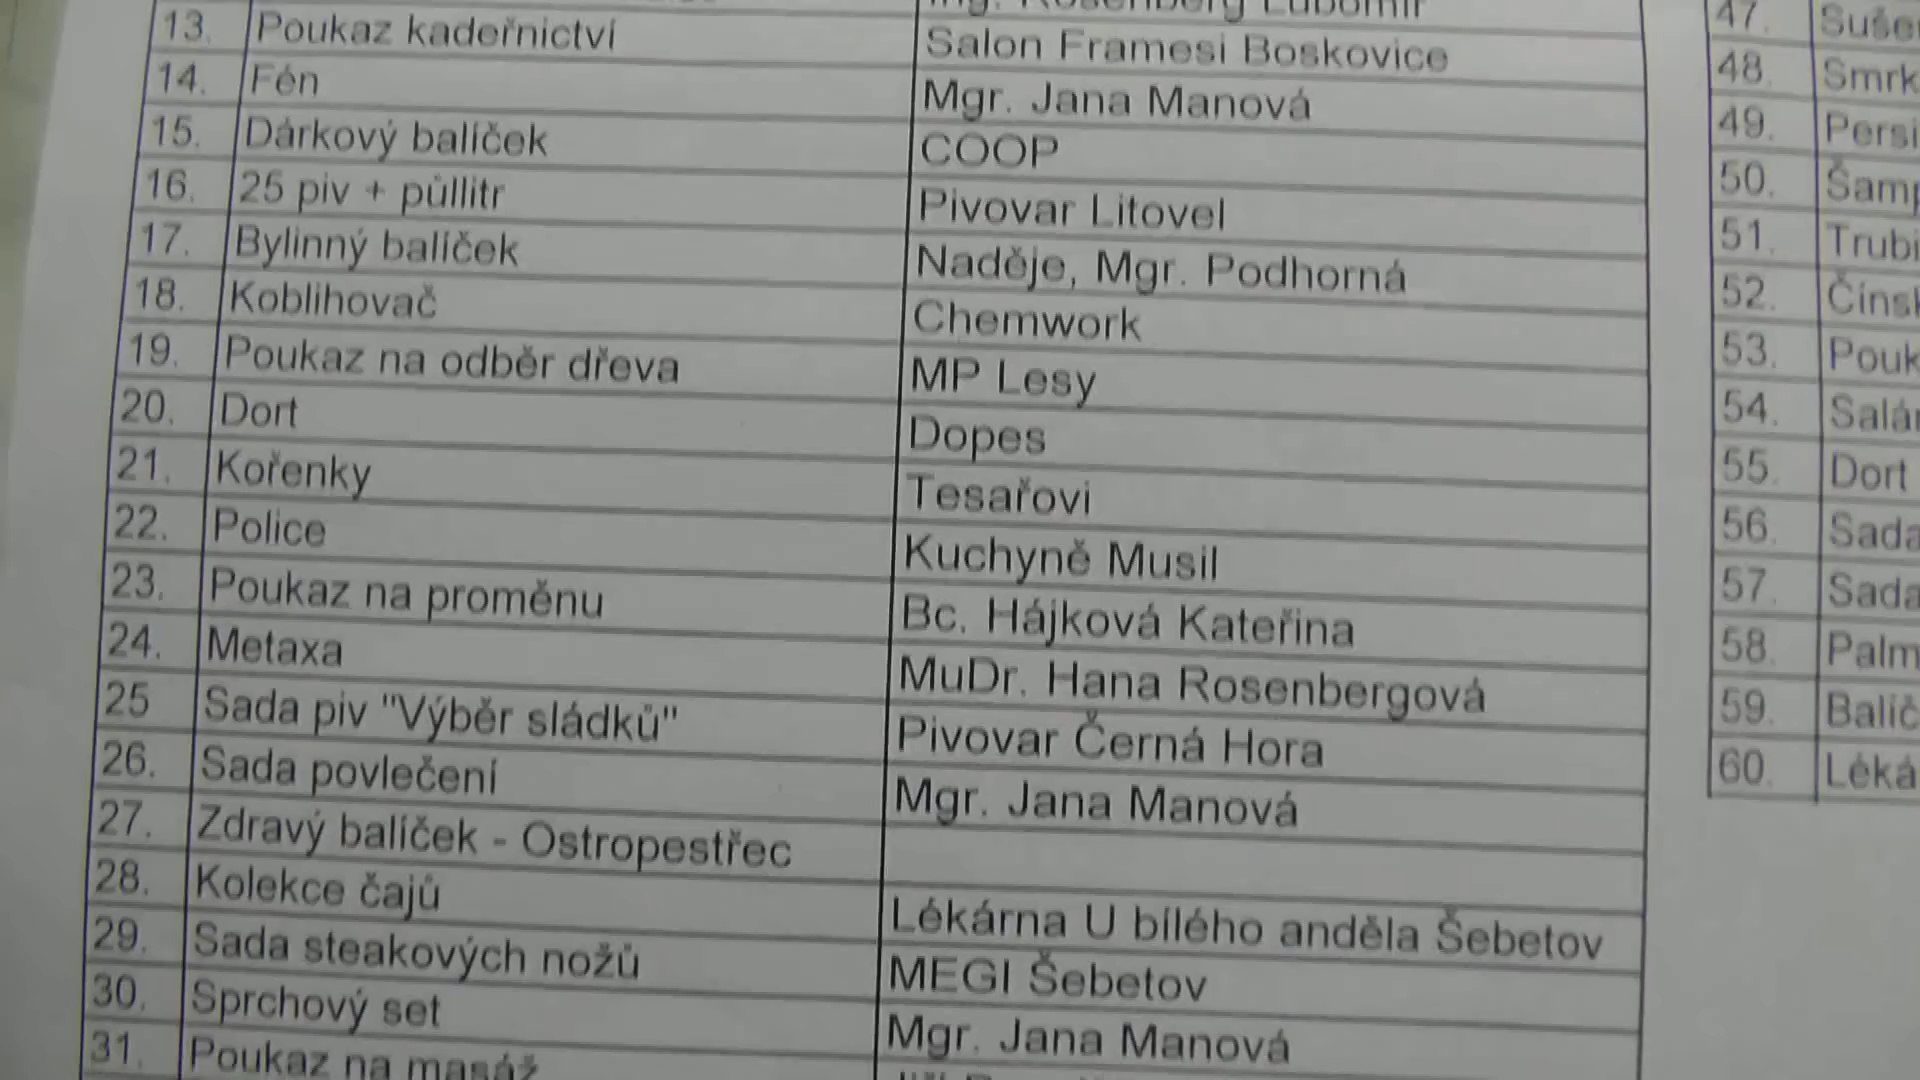 13. Poukaz kadeřnictví Salon Framesi Boskovice
14. Fén Mgr. Jana Manová
15. Dárkový balíček COOP
16. 25 piv + půllitr Pivovar Litovel
17. Bylinný balíček Naděje, Mgr. Podhorná
18. Koblihovač Chemwork
19. Poukaz na odběr dřeva MP Lesy
20. Dort Dopes
21. Kořenky Tesařovi
22. Police Kuchyně Musil
23. Poukaz na proměnu Bc. Hájková Kateřina
24. Metaxa MuDr. Hana Rosenbergová
25 Sada piv "Výběr sládků" Pivovar Černá Hora
26. Sada povlečení Mgr. Jana Manová
27. Zdravý balíček - Ostropestřec
28. Kolekce čajů Lékárna U bílého anděla Šebetov
29. Sada steakových nožů MEGI Šebetov
30. Sprchový set Mgr. Jana Manová
31. Poukaz na masáž
47.
48.
49.
50.
51.
52.
53.
54.
55. Dort
56. Sada
57. Sada
58.
59.
60.